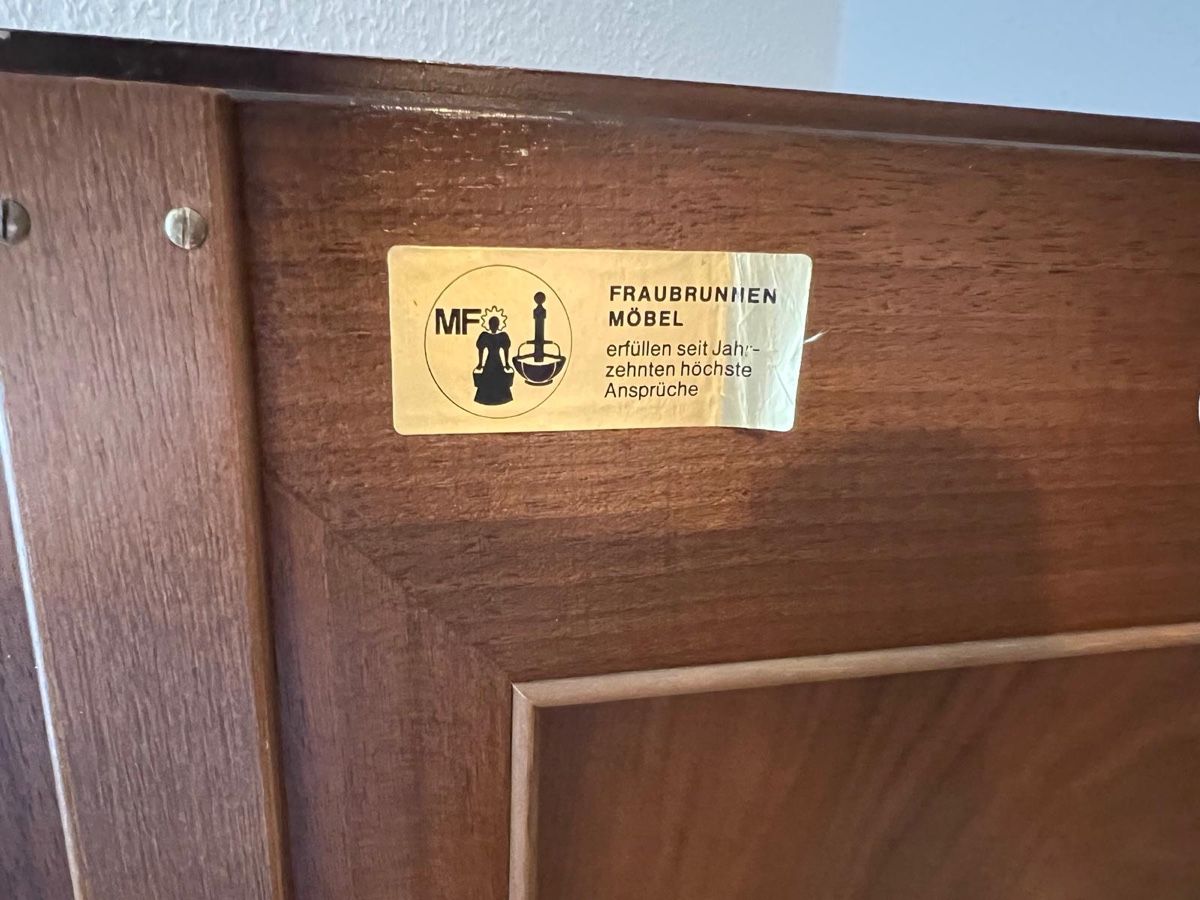 MF
FRAUBRUNNEN
MÖBEL
erfüllen seit Jahr-
zehnten höchste
Ansprüche